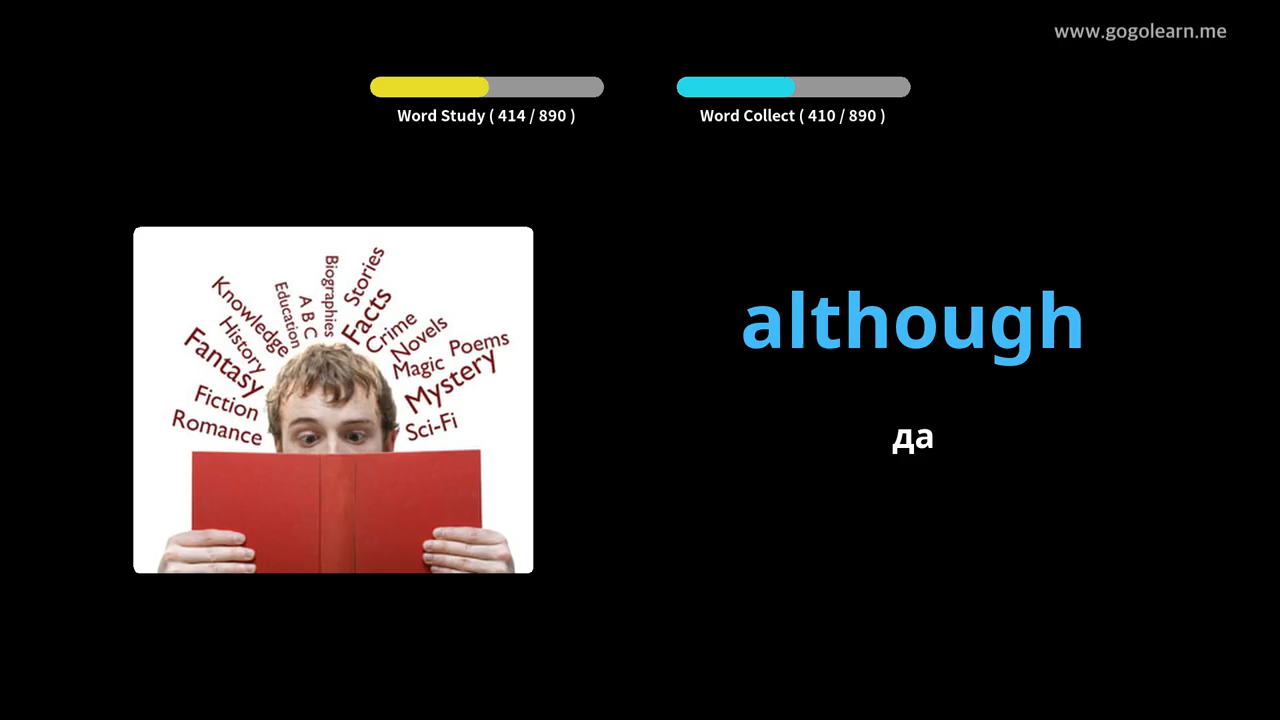 www.gogolearn.me
Word Study ( 414 / 890 )
Word Collect ( 410 / 890 )
Biographies
Stories
Education
A B C
Facts
Knowledge
Crime
History
Novels
Fantasy
Magic
Poems
Mystery
Fiction
Romance
Sci-Fi
although
да